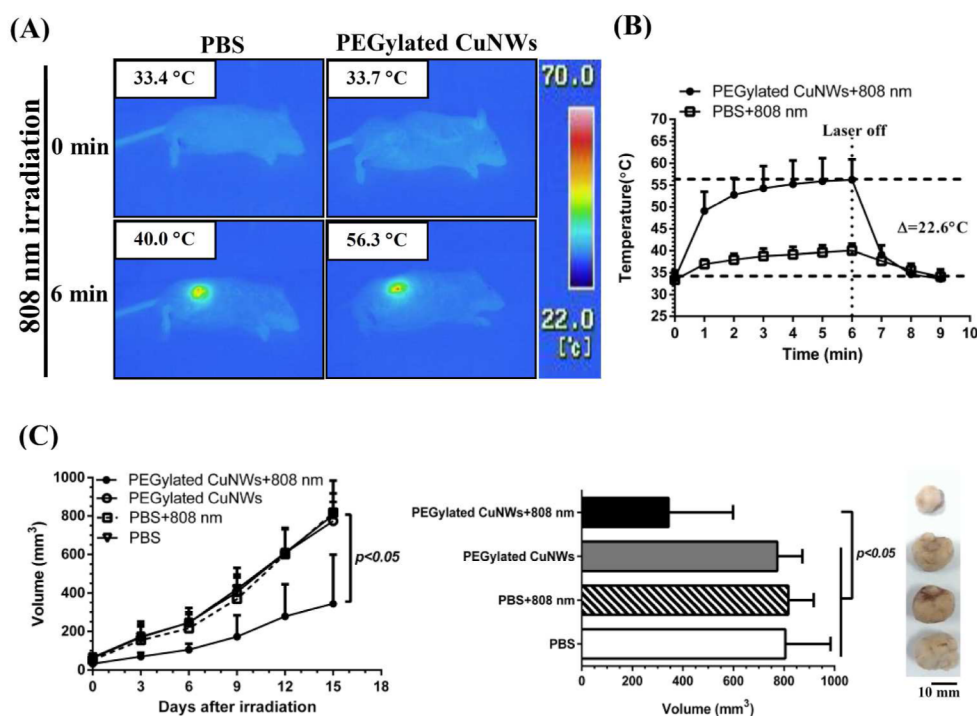 (A)
PBS
PEGylated CuNWs
808 nm irradiation
0 min
6 min
33.4 °C
33.7 °C
40.0 °C
56.3 °C
70.0
22.0
[°C]
(B)
PEGylated CuNWs+808 nm
PBS+808 nm
Laser off
Δ=22.6°C
Temperature(°C)
70
65
60
55
50
45
40
35
30
25
0 1 2 3 4 5 6 7 8 9 10
Time (min)
(C)
PEGylated CuNWs+808 nm
PEGylated CuNWs
PBS+808 nm
PBS
p<0.05
Volume (mm³)
1000
800
600
400
200
0
0 3 6 9 12 15 18
Days after irradiation
PEGylated CuNWs+808 nm
PEGylated CuNWs
PBS+808 nm
PBS
p<0.05
0 200 400 600 800 1000
Volume (mm³)
10 mm